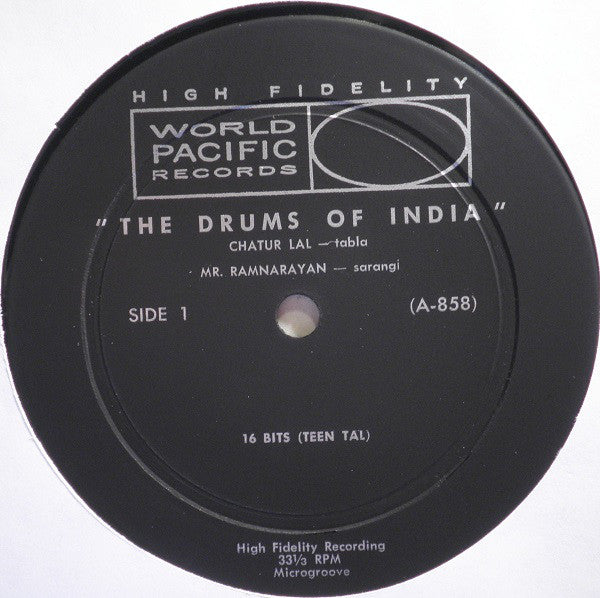 HIGH FIDELITY
WORLD
PACIFIC
RECORDS
"THE DRUMS OF INDIA"
CHATUR LAL — tabla
MR. RAMNARAYAN — sarangi
SIDE 1 (A-858)
16 BITS (TEEN TAL)
High Fidelity Recording
33⅓ RPM
Microgroove